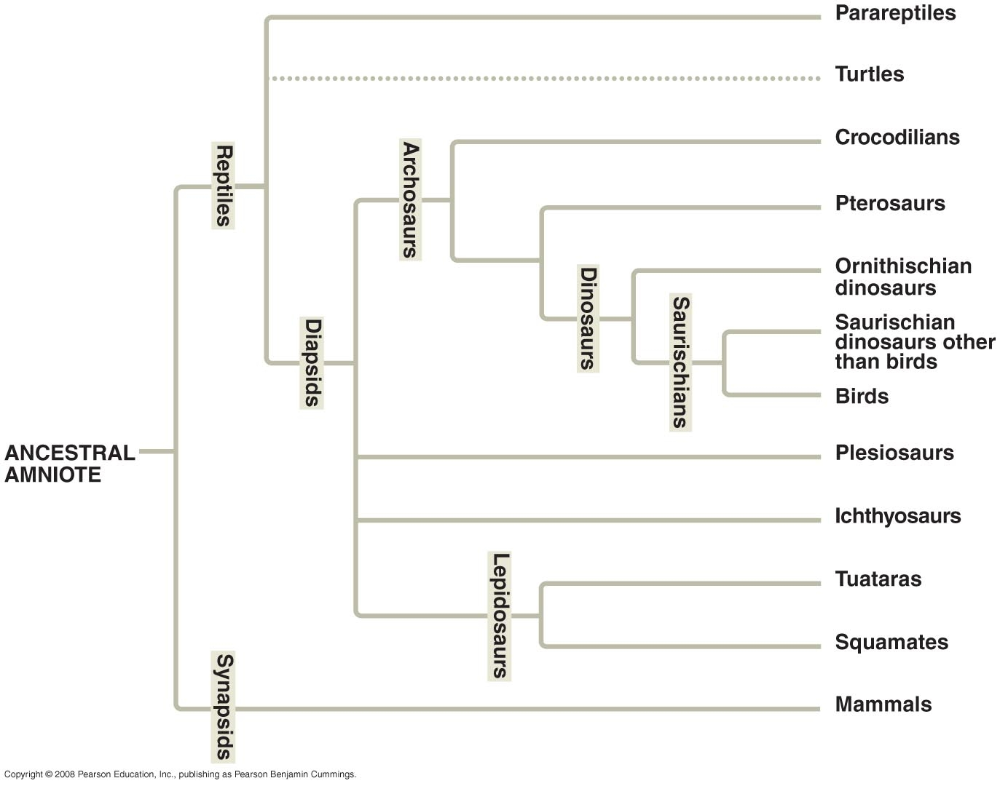 Parareptiles
Turtles
Crocodilians
Pterosaurs
Ornithischian
dinosaurs
Saurischian
dinosaurs other
than birds
Birds
Plesiosaurs
Ichthyosaurs
Tuataras
Squamates
Mammals
Reptiles
Archosaurs
Dinosaurs
Saurischians
Diapsids
Lepidosaurs
Synapsids
ANCESTRAL
AMNIOTE
Copyright © 2008 Pearson Education, Inc., publishing as Pearson Benjamin Cummings.